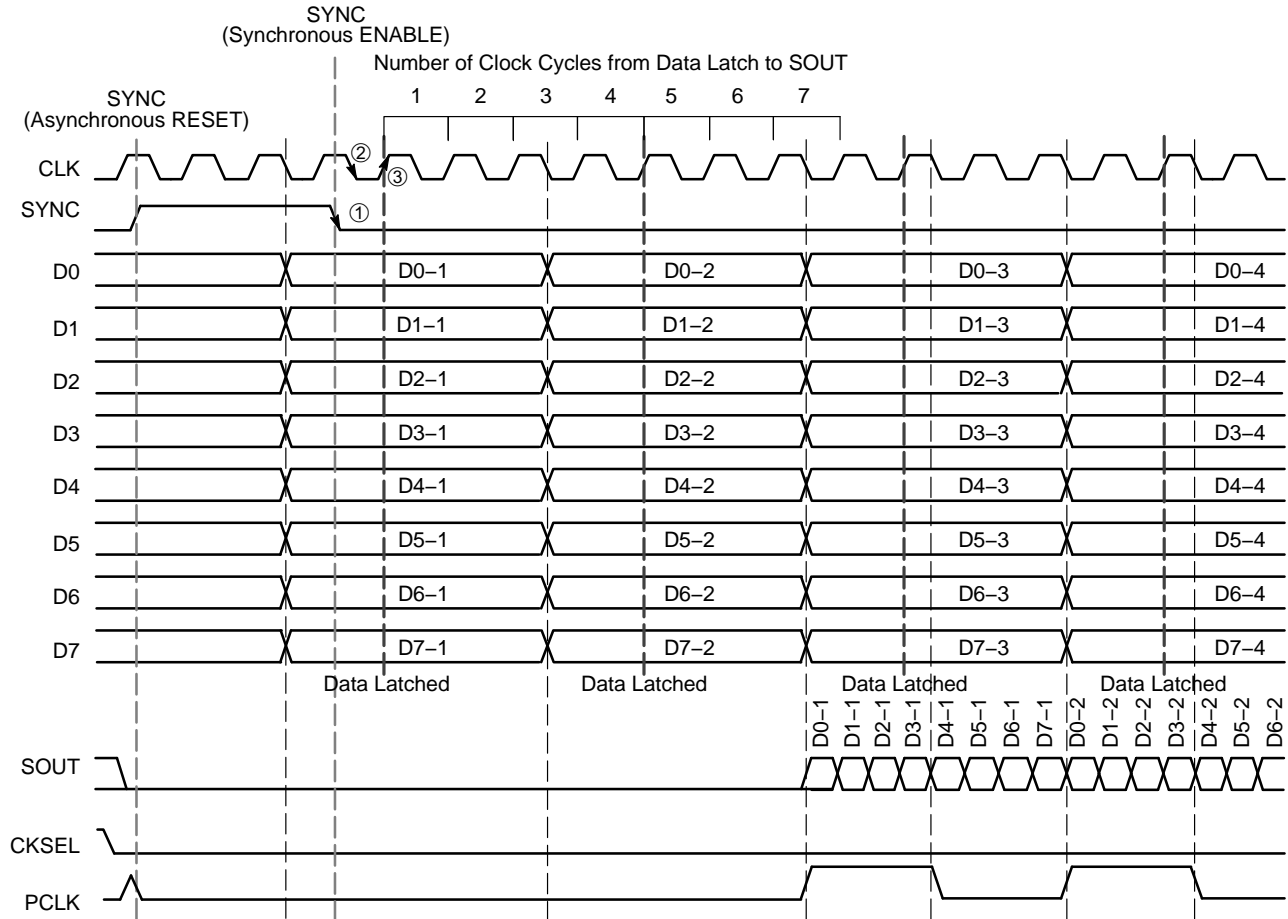 SYNC
(Synchronous ENABLE)
Number of Clock Cycles from Data Latch to SOUT
1 2 3 4 5 6 7
SYNC
(Asynchronous RESET)
CLK ② ③
SYNC ①
D0 D0–1 D0–2 D0–3 D0–4
D1 D1–1 D1–2 D1–3 D1–4
D2 D2–1 D2–2 D2–3 D2–4
D3 D3–1 D3–2 D3–3 D3–4
D4 D4–1 D4–2 D4–3 D4–4
D5 D5–1 D5–2 D5–3 D5–4
D6 D6–1 D6–2 D6–3 D6–4
D7 D7–1 D7–2 D7–3 D7–4
Data Latched Data Latched Data Latched Data Latched
D0–1 D1–1 D2–1 D3–1 D4–1 D5–1 D6–1 D7–1 D0–2 D1–2 D2–2 D3–2 D4–2 D5–2 D6–2
SOUT
CKSEL
PCLK